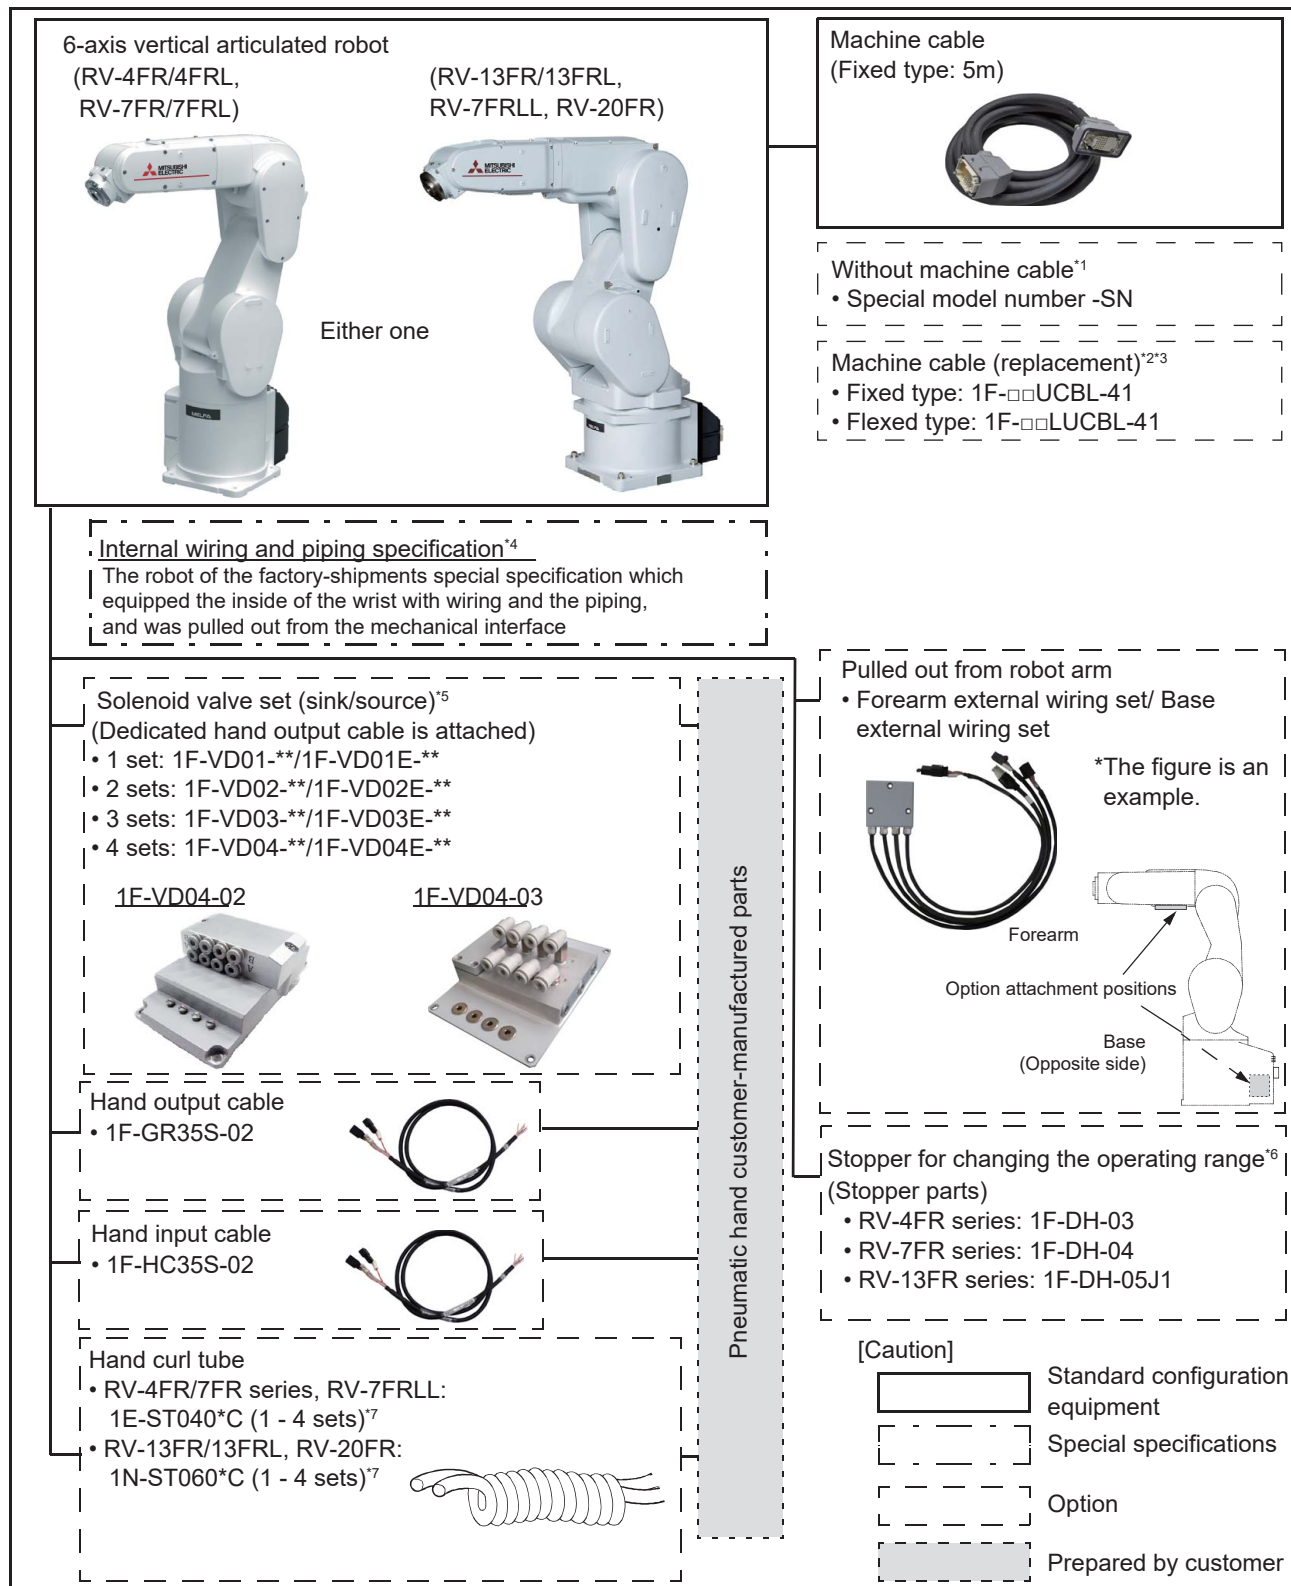 6-axis vertical articulated robot
(RV-4FR/4FRL,
RV-7FR/7FRL)
(RV-13FR/13FRL,
RV-7FRLL, RV-20FR)
MITSUBISHI
ELECTRIC
MITSUBISHI
ELECTRIC
Either one
MELFA
MELFA
Machine cable
(Fixed type: 5m)
Without machine cable*1
• Special model number -SN
Machine cable (replacement)*2*3
• Fixed type: 1F-□□UCBL-41
• Flexed type: 1F-□□LUCBL-41
Internal wiring and piping specification*4
The robot of the factory-shipments special specification which
equipped the inside of the wrist with wiring and the piping,
and was pulled out from the mechanical interface
Solenoid valve set (sink/source)*5
(Dedicated hand output cable is attached)
• 1 set: 1F-VD01-**/1F-VD01E-**
• 2 sets: 1F-VD02-**/1F-VD02E-**
• 3 sets: 1F-VD03-**/1F-VD03E-**
• 4 sets: 1F-VD04-**/1F-VD04E-**
1F-VD04-02
1F-VD04-03
A
B
Hand output cable
• 1F-GR35S-02
Hand input cable
• 1F-HC35S-02
Hand curl tube
• RV-4FR/7FR series, RV-7FRLL:
1E-ST040*C (1 - 4 sets)*7
• RV-13FR/13FRL, RV-20FR:
1N-ST060*C (1 - 4 sets)*7
Pneumatic hand customer-manufactured parts
Pulled out from robot arm
• Forearm external wiring set/ Base
external wiring set
*The figure is an
example.
Forearm
Option attachment positions
Base
(Opposite side)
Stopper for changing the operating range*6
(Stopper parts)
• RV-4FR series: 1F-DH-03
• RV-7FR series: 1F-DH-04
• RV-13FR series: 1F-DH-05J1
[Caution]
Standard configuration
equipment
Special specifications
Option
Prepared by customer